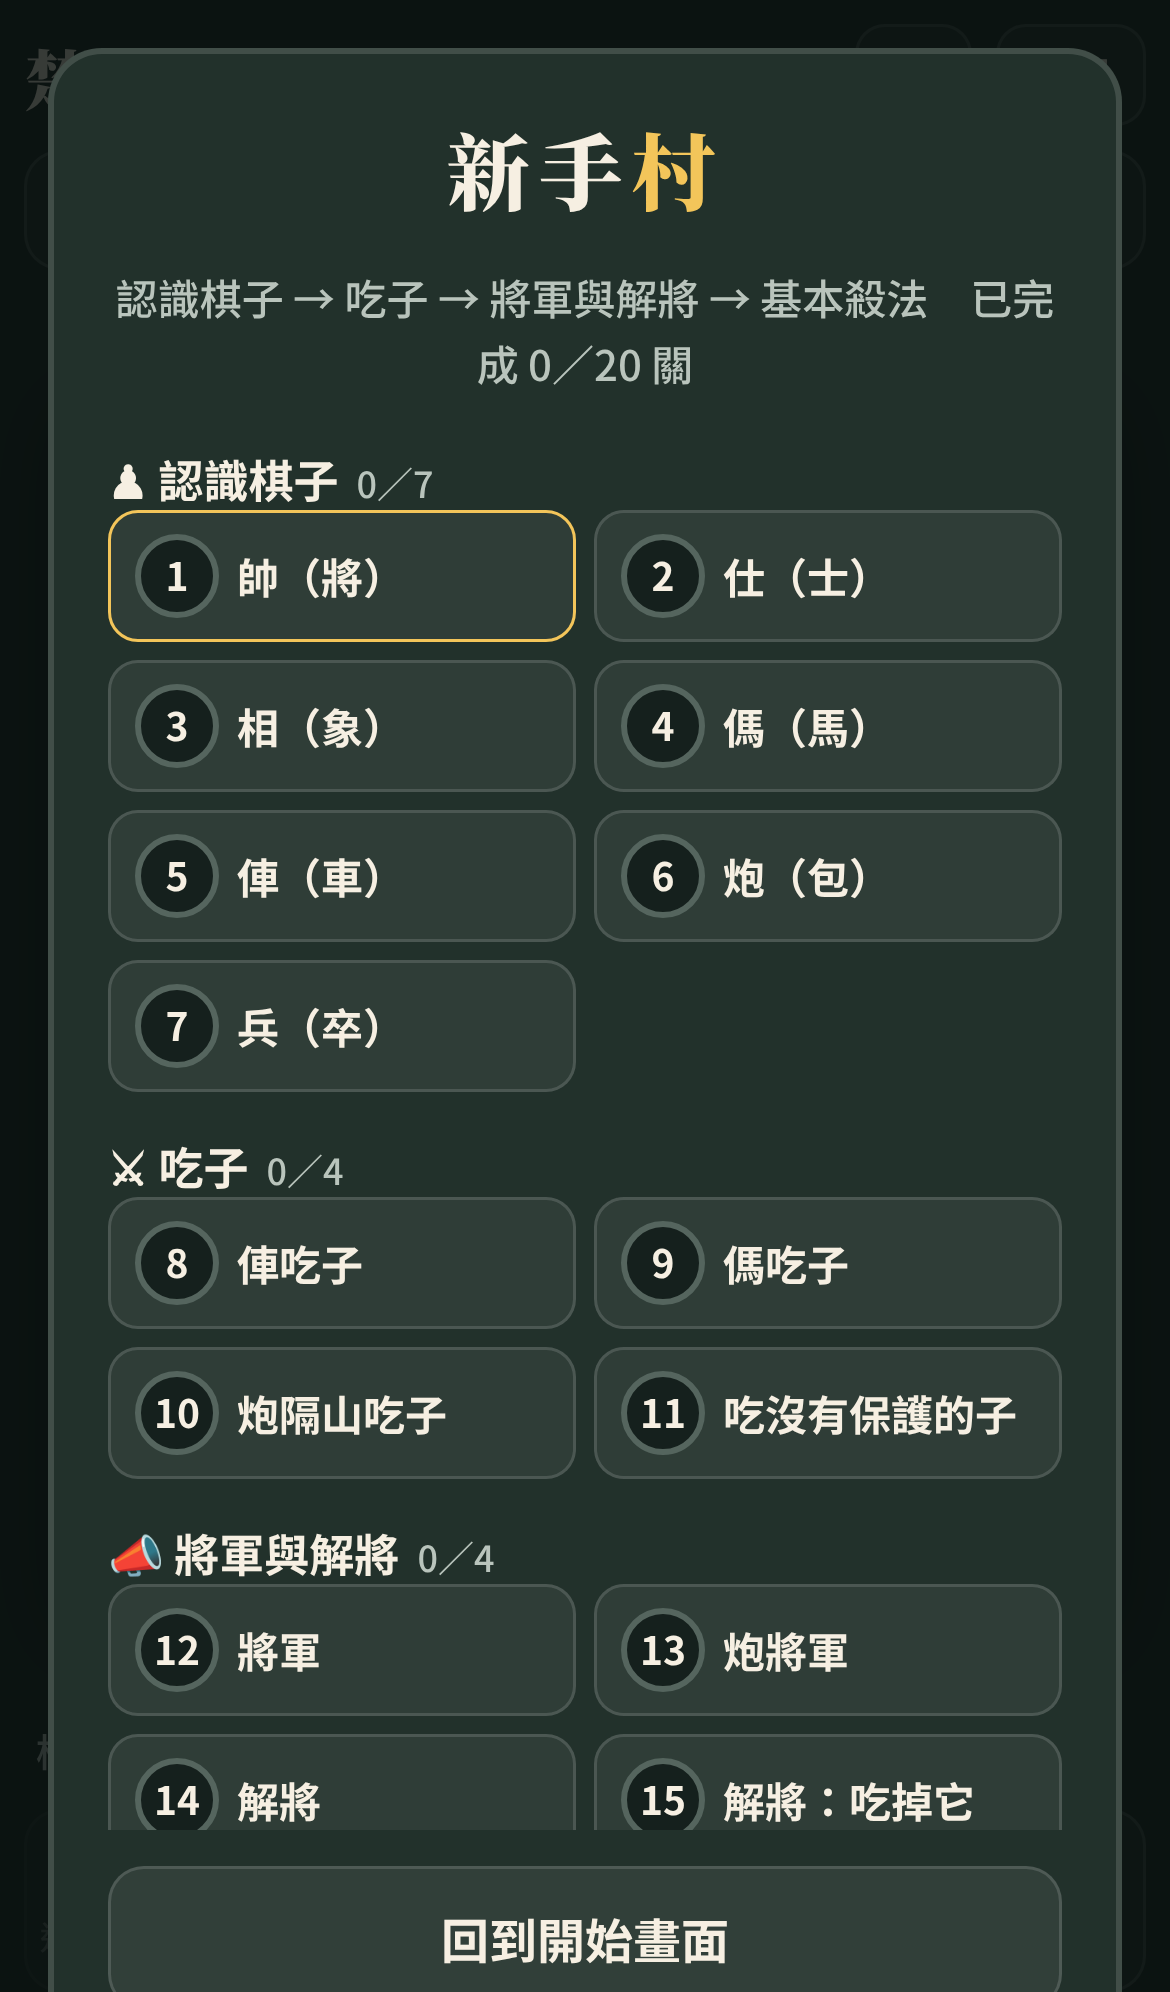 新手村
認識棋子 → 吃子 → 將軍與解將 → 基本殺法　已完
成 0／20 關
♟ 認識棋子 0／7
1 帥（將）
2 仕（士）
3 相（象）
4 傌（馬）
5 俥（車）
6 炮（包）
7 兵（卒）
⚔ 吃子 0／4
8 俥吃子
9 傌吃子
10 炮隔山吃子
11 吃沒有保護的子
📣 將軍與解將 0／4
12 將軍
13 炮將軍
14 解將
15 解將：吃掉它
回到開始畫面